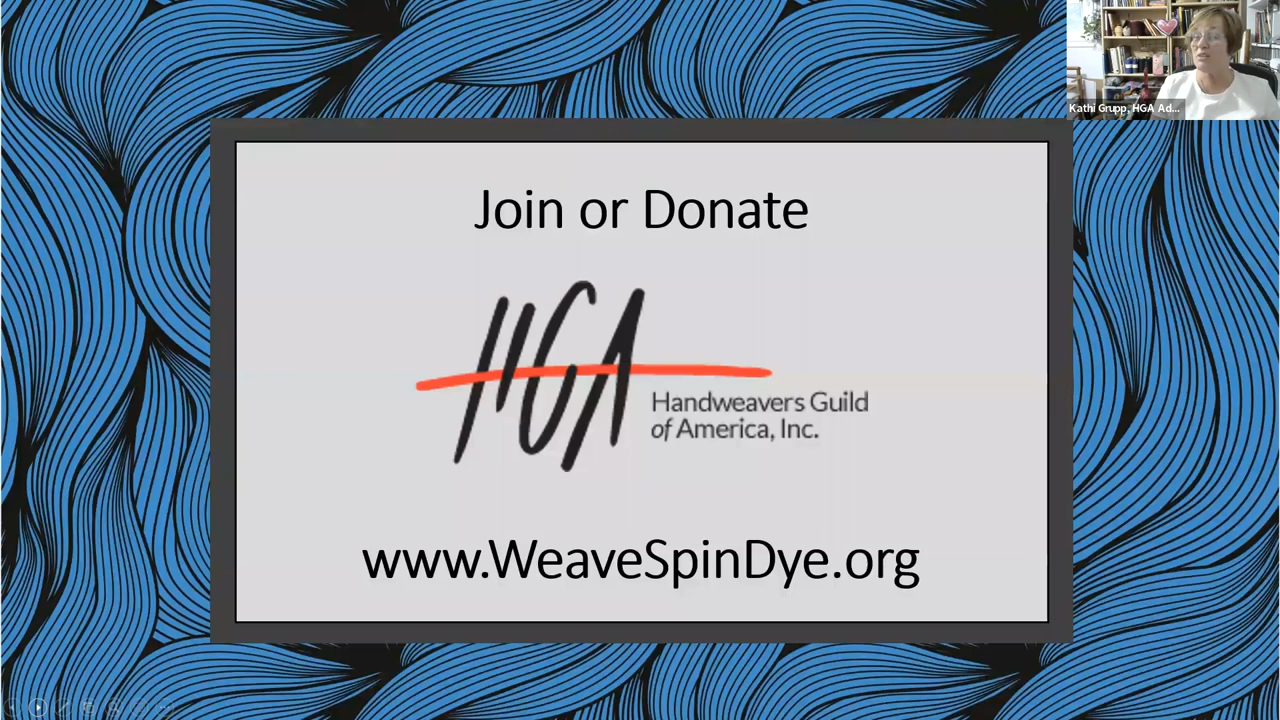 Kathi Grupp, HGA Ad...
Join or Donate
HGA
Handweavers Guild
of America, Inc.
www.WeaveSpinDye.org